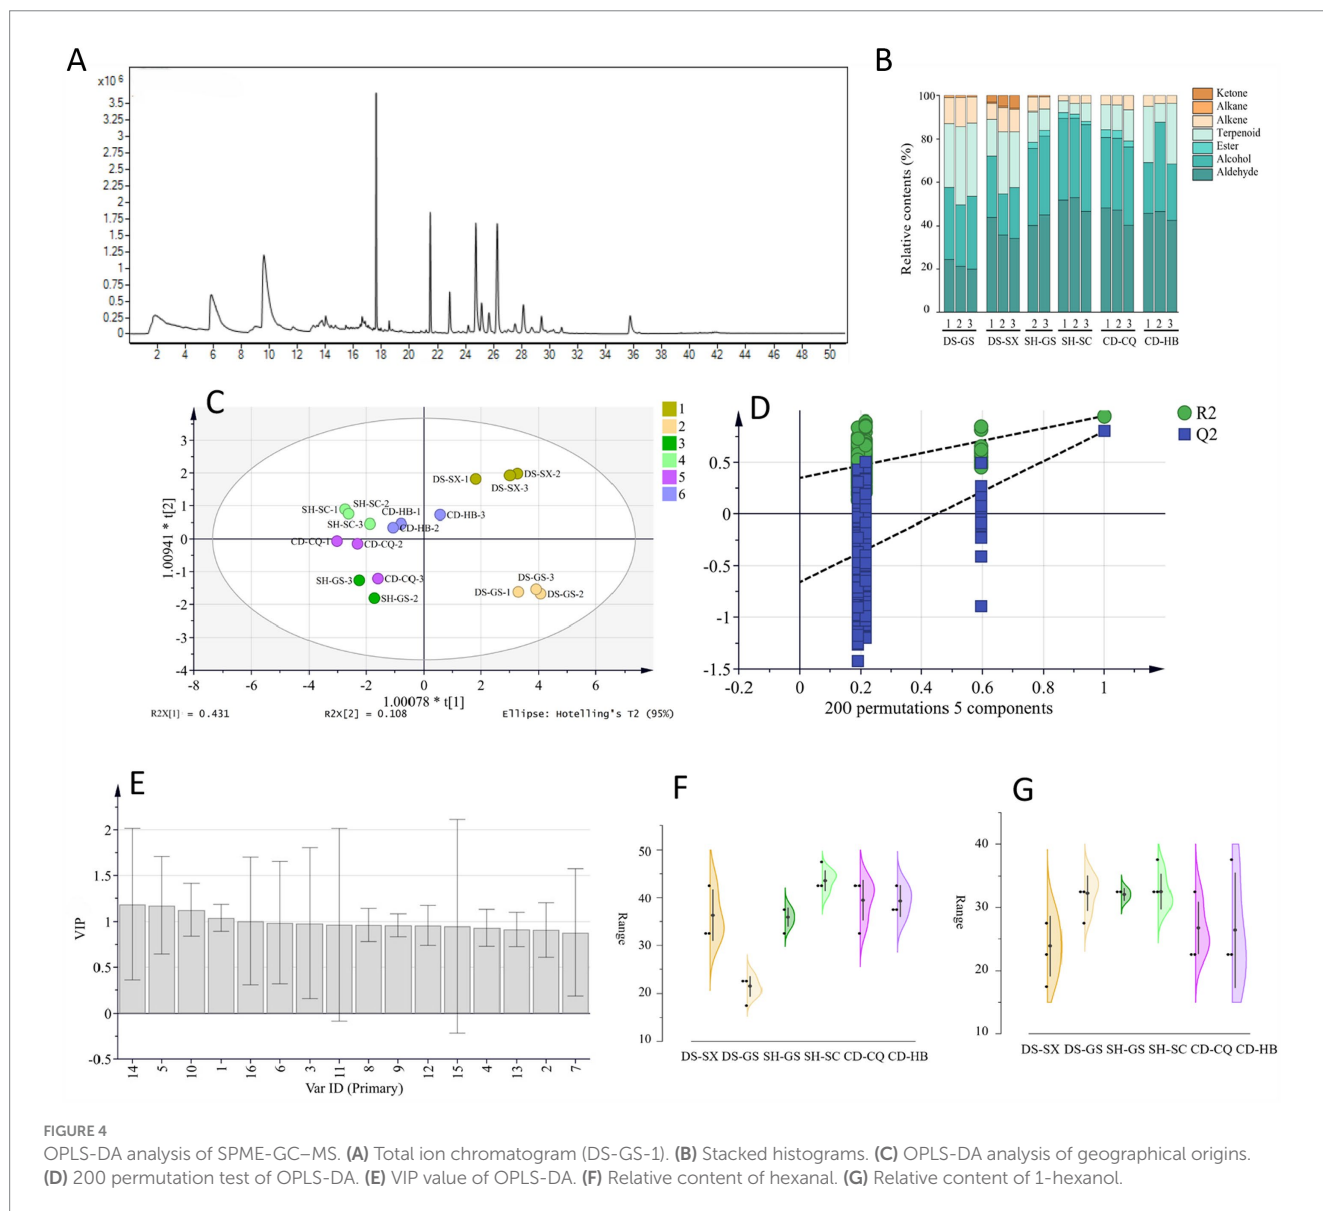 A
x10 6
3.5
3.25
3
2.75
2.5
2.25
2
1.75
1.5
1.25
1
0.75
0.5
0.25
0
2 4 6 8 10 12 14 16 18 20 22 24 26 28 30 32 34 36 38 40 42 44 46 48 50
B
Relative contents (%)
100
80
60
40
20
0
1 2 3 1 2 3 2 3 1 2 3 1 2 3 1 2 3
DS-GS DS-SX SH-GS SH-SC CD-CQ CD-HB
Ketone
Alkane
Alkene
Terpenoid
Ester
Alcohol
Aldehyde
C
1.00941 * t[2]
3
2
1
0
-1
-2
-3
-4
DS-SX-1
DS-SX-2
DS-SX-3
SH-SC-1
SH-SC-2
SH-SC-3
CD-HB-1
CD-HB-2
CD-HB-3
CD-CQ-1
CD-CQ-2
CD-CQ-3
SH-GS-3
SH-GS-2
DS-GS-3
DS-GS-1
DS-GS-2
-8 -6 -4 -2 0 2 4 6
1.00078 * t[1]
R2X[1] = 0.431 R2X[2] = 0.108 Ellipse: Hotelling's T2 (95%)
1
2
3
4
5
6
D
0.5
0
-0.5
-1
-1.5
-0.2 0 0.2 0.4 0.6 0.8 1
200 permutations 5 components
R2
Q2
E
VIP
2
1.5
1
0.5
0
-0.5
14 5 10 1 16 6 3 11 8 9 12 15 4 13 2 7
Var ID (Primary)
F
Range
50
40
30
20
10
DS-SX DS-GS SH-GS SH-SC CD-CQ CD-HB
G
Range
40
30
20
10
DS-SX DS-GS SH-GS SH-SC CD-CQ CD-HB
FIGURE 4
OPLS-DA analysis of SPME-GC–MS. (A) Total ion chromatogram (DS-GS-1). (B) Stacked histograms. (C) OPLS-DA analysis of geographical origins.
(D) 200 permutation test of OPLS-DA. (E) VIP value of OPLS-DA. (F) Relative content of hexanal. (G) Relative content of 1-hexanol.